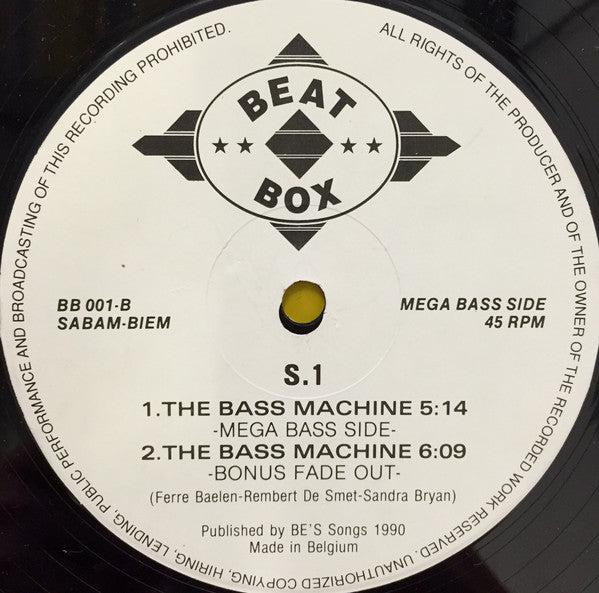 ALL RIGHTS OF THE PRODUCER AND OF THE OWNER OF THE RECORDED WORK RESERVED. UNAUTHORIZED COPYING, HIRING, LENDING, PUBLIC PERFORMANCE AND BROADCASTING OF THIS RECORDING PROHIBITED.
BEAT
BOX
BB 001-B
SABAM-BIEM
MEGA BASS SIDE
45 RPM
S.1
1.THE BASS MACHINE 5:14
-MEGA BASS SIDE-
2.THE BASS MACHINE 6:09
-BONUS FADE OUT-
(Ferre Baelen-Rembert De Smet-Sandra Bryan)
Published by BE'S Songs 1990
Made in Belgium